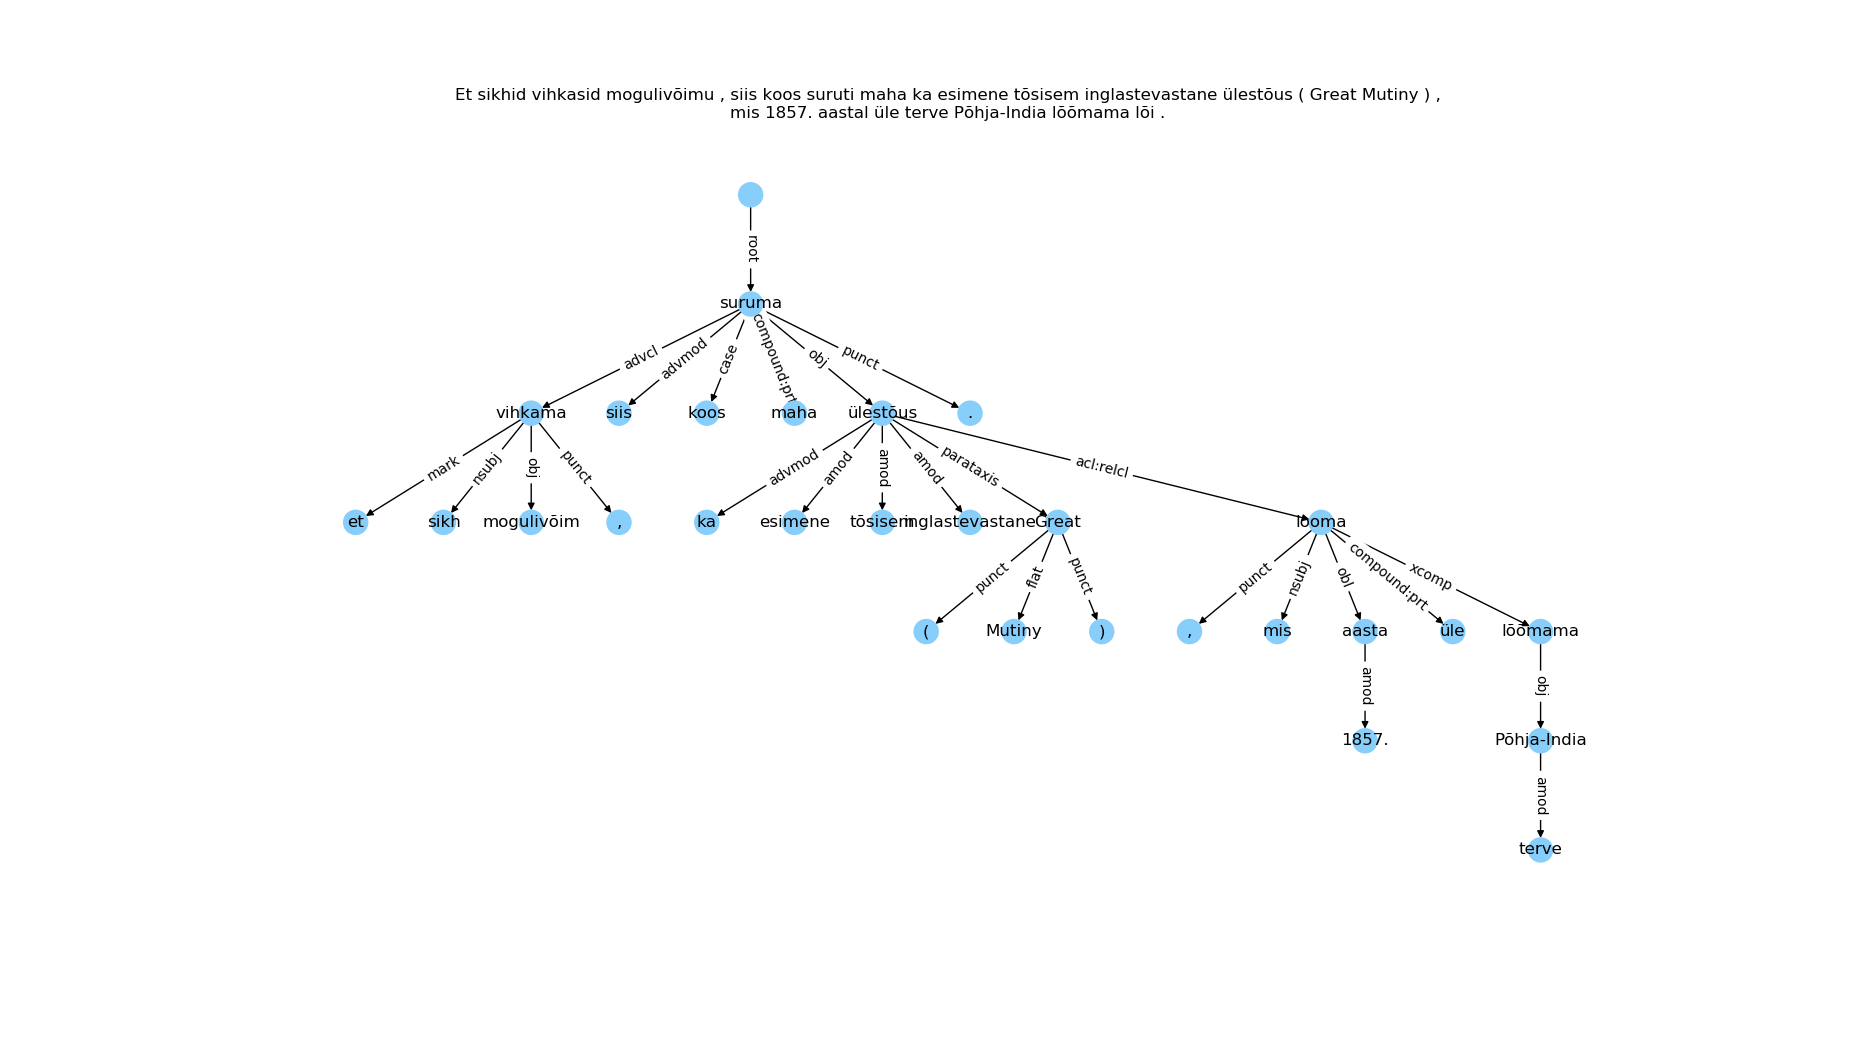 Et sikhid vihkasid mogulivõimu , siis koos suruti maha ka esimene tõsisem inglastevastane ülestõus ( Great Mutiny ) ,
mis 1857. aastal üle terve Põhja-India lõõmama lõi .
root
suruma
advcl advmod case compound:prt obj punct
vihkama siis koos maha ülestõus .
mark nsubj obj punct advmod amod amod amod parataxis acl:relcl
et sikh mogulivõim , ka esimene tõsisem inglastevastane Great looma
punct flat punct punct nsubj obl compound:prt xcomp
( Mutiny ) , mis aasta üle lõõmama
amod obj
1857. Põhja-India
amod
terve